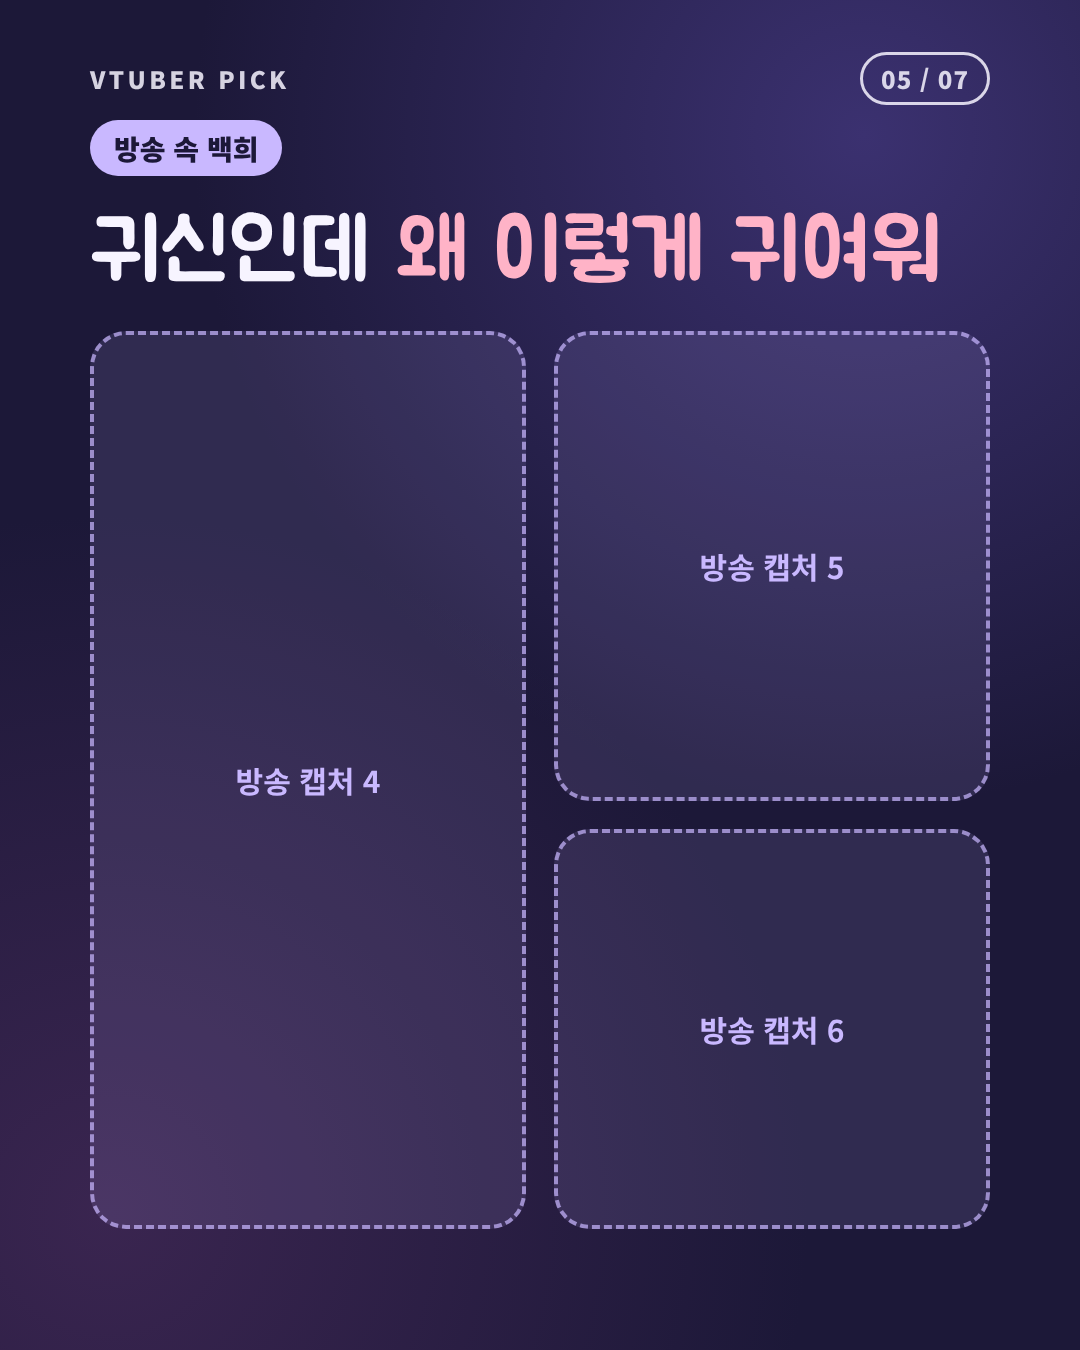 VTUBER PICK
05 / 07
방송 속 백희
귀신인데 왜 이렇게 귀여워
방송 캡처 4
방송 캡처 5
방송 캡처 6